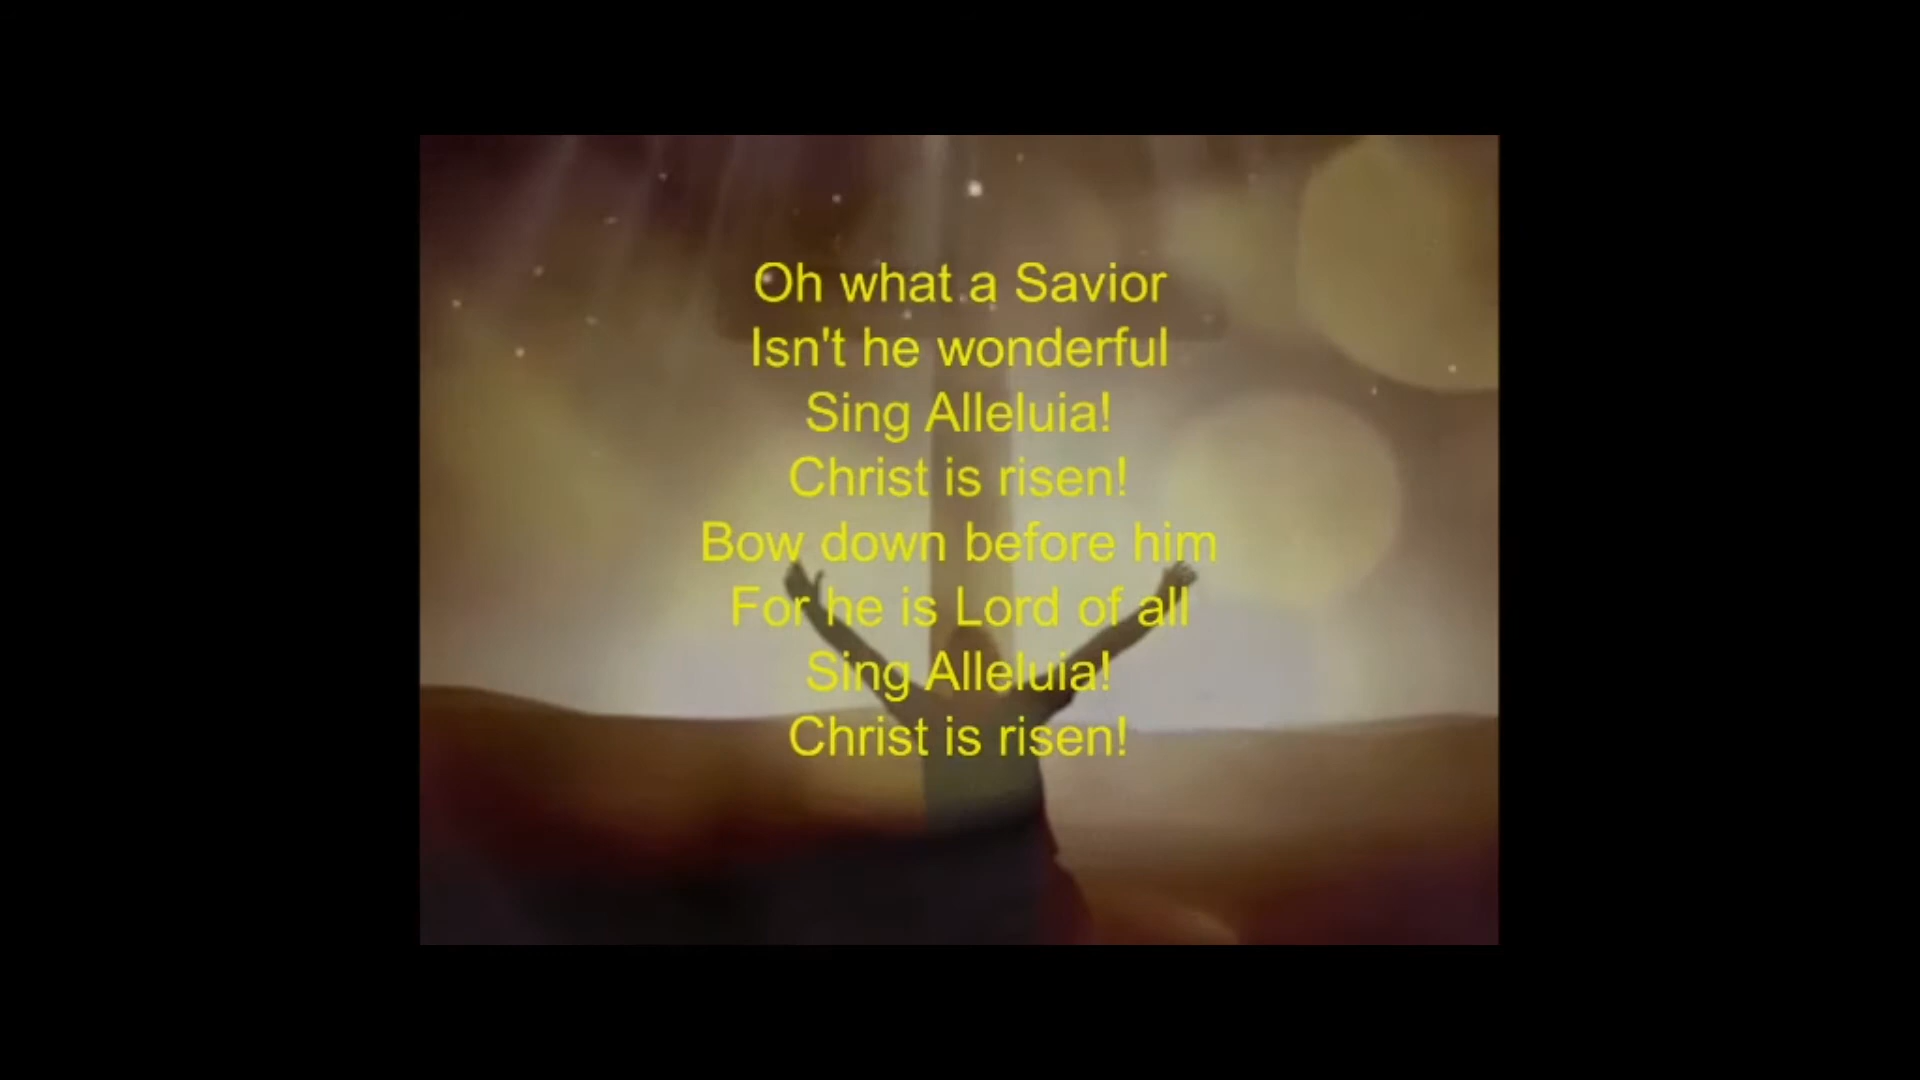 Oh what a Savior
Isn't he wonderful
Sing Alleluia!
Christ is risen!
Bow down before him
For he is Lord of all
Sing Alleluia!
Christ is risen!